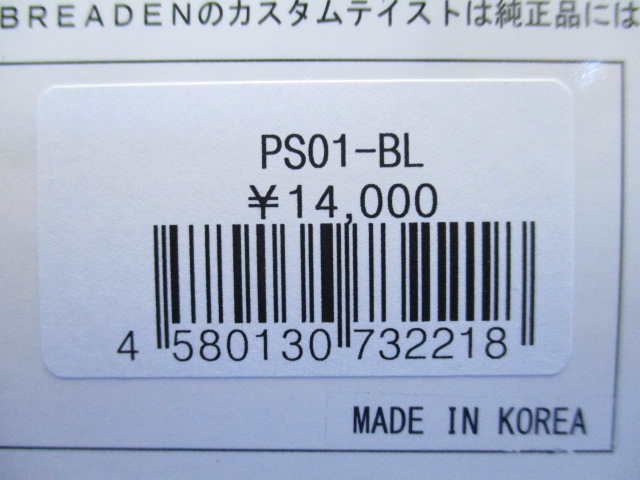 BREADENのカスタムテイストは純正品には
PS01-BL
¥14,000
4 580130 732218
MADE IN KOREA